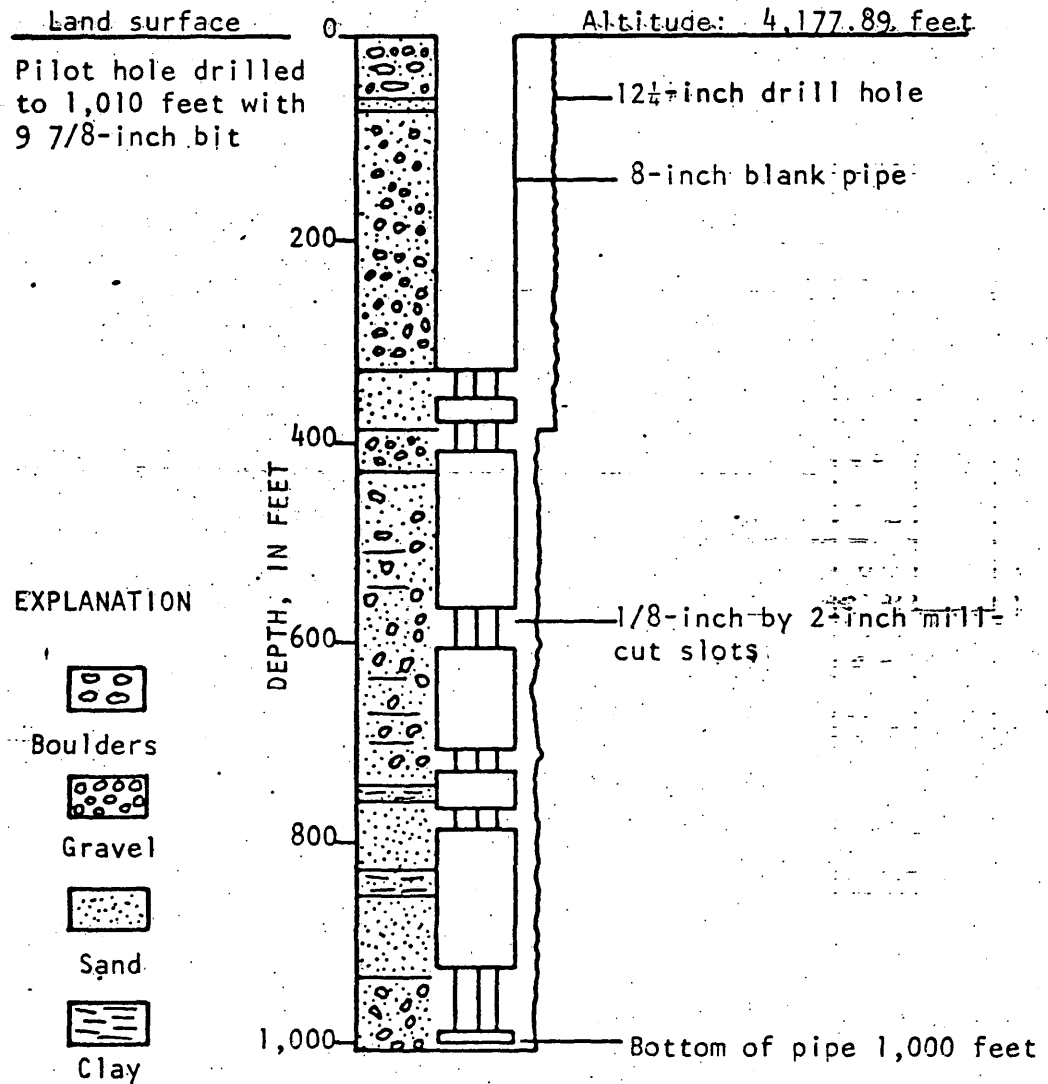 Land surface
Altitude: 4,177.89 feet
Pilot hole drilled
to 1,010 feet with
9 7/8-inch bit
0
12¼-inch drill hole
8-inch blank pipe
200
400
DEPTH, IN FEET
1/8-inch by 2-inch mill-
cut slots
600
800
1,000
Bottom of pipe 1,000 feet
EXPLANATION
Boulders
Gravel
Sand
Clay